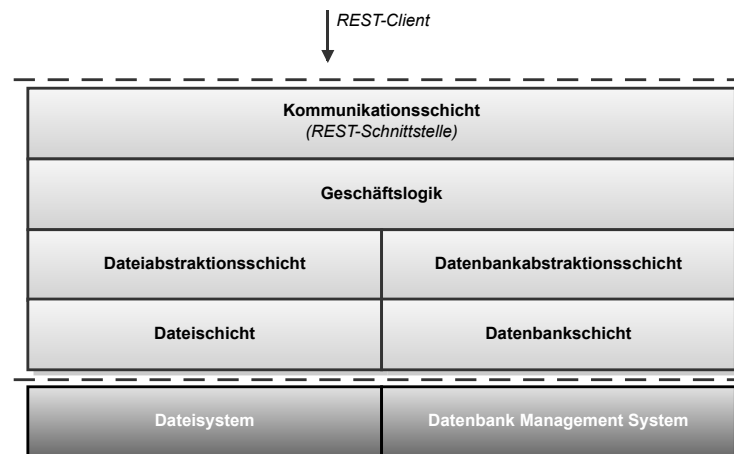 REST-Client
Kommunikationsschicht
(REST-Schnittstelle)
Geschäftslogik
Dateiabstraktionsschicht
Datenbankabstraktionsschicht
Dateischicht
Datenbankschicht
Dateisystem
Datenbank Management System